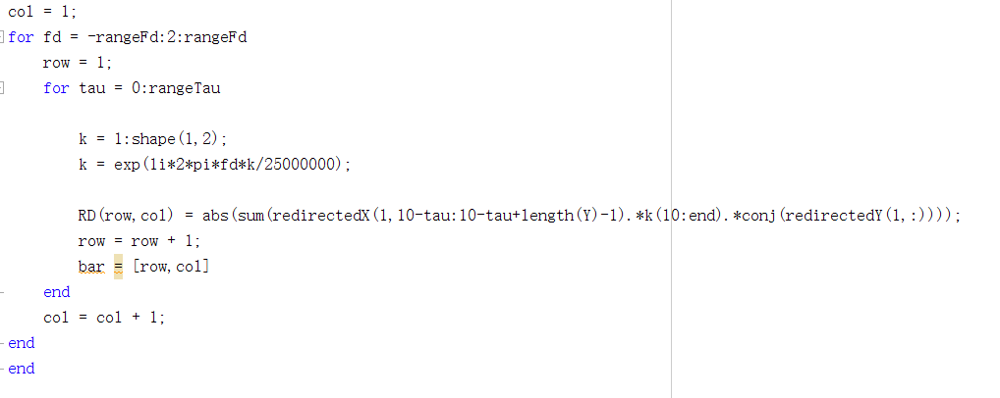 col = 1;
for fd = -rangeFd:2:rangeFd
row = 1;
for tau = 0:rangeTau
k = 1:shape(1,2);
k = exp(1i*2*pi*fd*k/25000000);
RD(row,col) = abs(sum(redirectedX(1,10-tau:10-tau+length(Y)-1).*k(10:end).*conj(redirectedY(1,:))));
row = row + 1;
bar = [row,col]
end
col = col + 1;
end
end